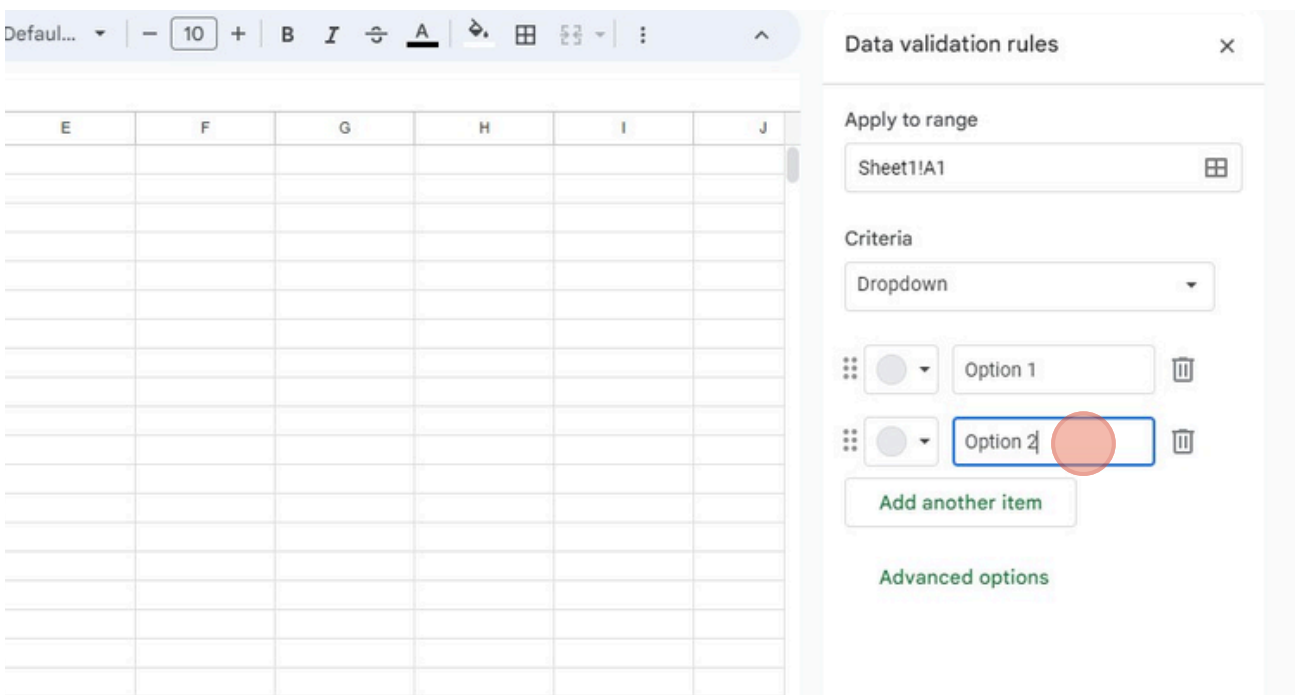 Defaul... 10 B I S A
Data validation rules
E F G H I J
Apply to range
Sheet1!A1
Criteria
Dropdown
Option 1
Option 2
Add another item
Advanced options